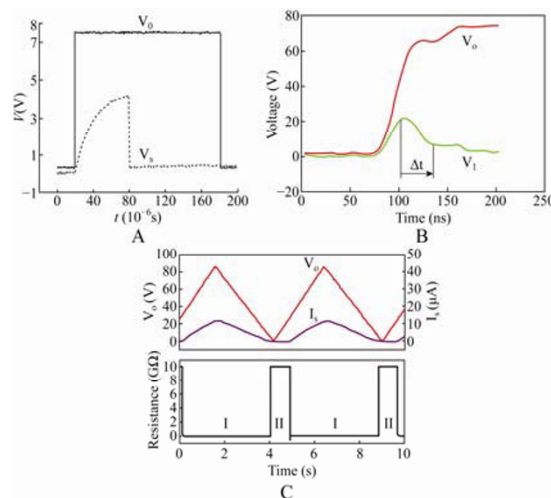 8
7
5
3
1
−1
V(V)
V₀
Vₛ
0 40 80 120 160 200
t (10⁻⁶s)
A
80
60
40
20
0
−20
Voltage (V)
Vₒ
V₁
Δt
0 50 100 150 200 250
Time (ns)
B
100
80
60
40
20
0
Vₒ (V)
Vₒ
Iₛ
50
40
30
20
10
0
Iₛ (μA)
10
8
6
4
2
0
Resistance (GΩ)
I II I II
0 2 4 6 8 10
Time (s)
C